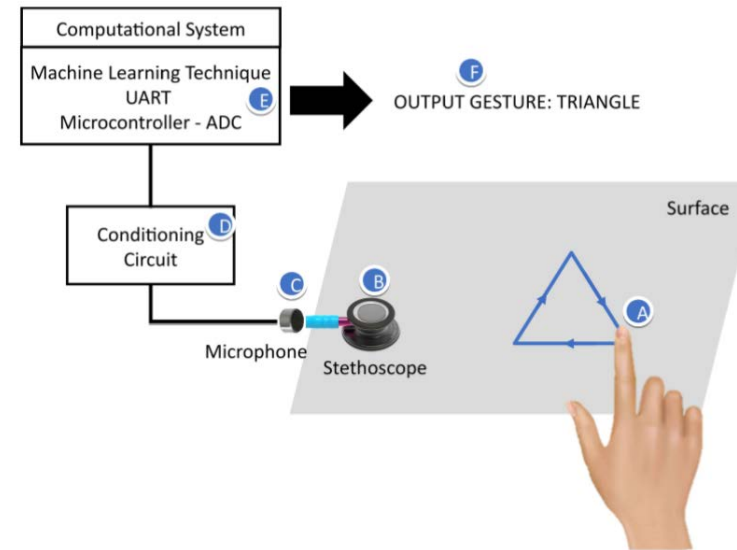 Computational System
Machine Learning Technique
UART
Microcontroller - ADC
E
F
OUTPUT GESTURE: TRIANGLE
Conditioning
Circuit
D
Surface
C
B
A
Microphone
Stethoscope